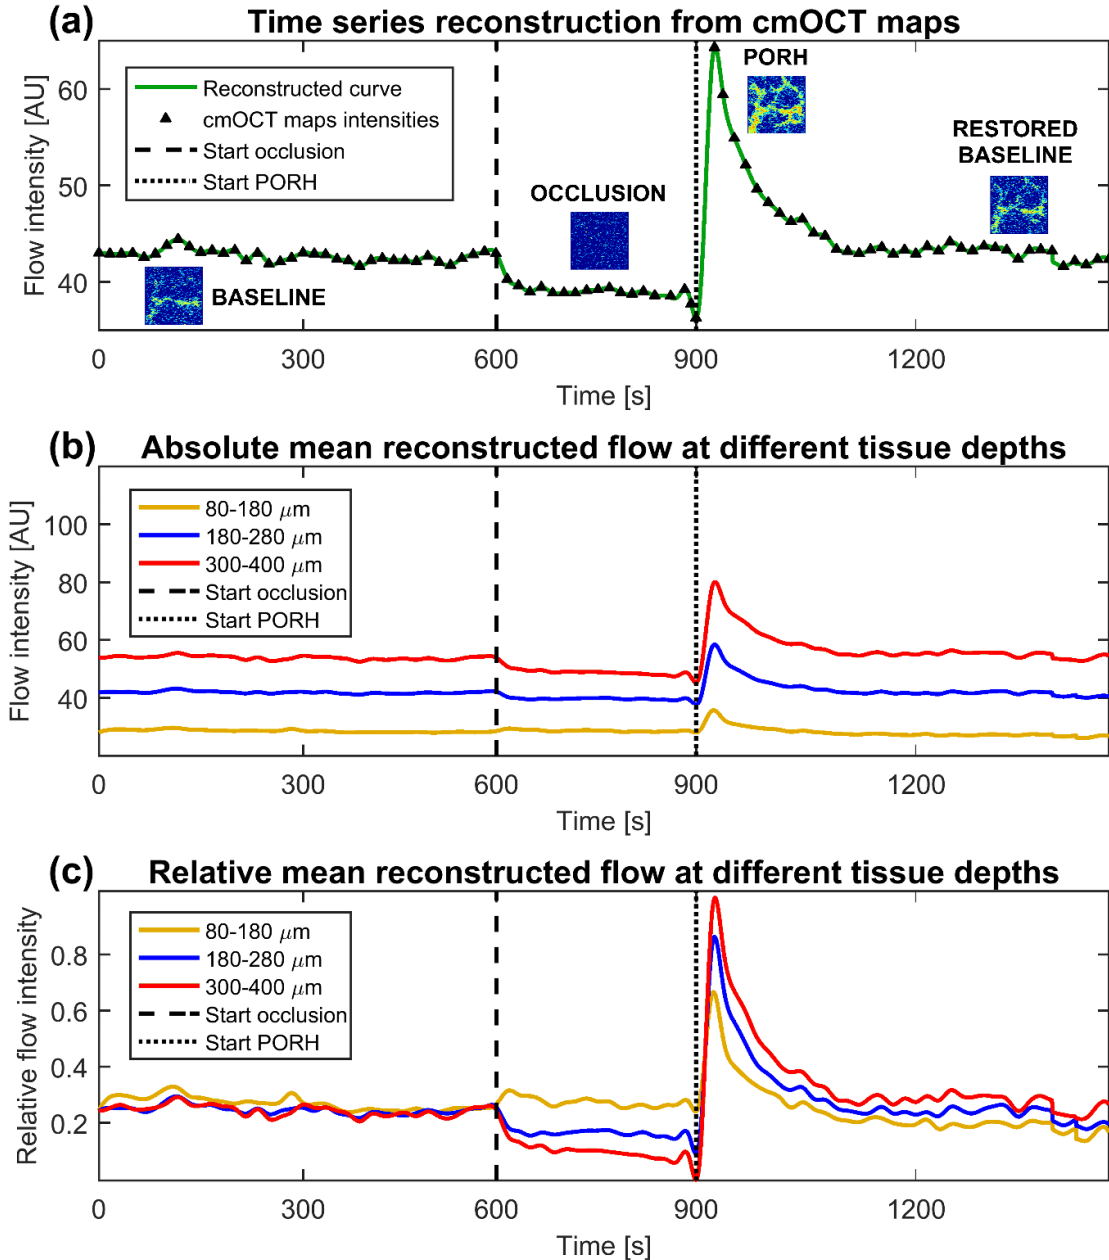 (a) Time series reconstruction from cmOCT maps
Flow intensity [AU]
60
50
40
Reconstructed curve
cmOCT maps intensities
Start occlusion
Start PORH
PORH
RESTORED
BASELINE
OCCLUSION
BASELINE
0 300 600 900 1200
Time [s]
(b) Absolute mean reconstructed flow at different tissue depths
Flow intensity [AU]
100
80
60
40
80-180 μm
180-280 μm
300-400 μm
Start occlusion
Start PORH
0 300 600 900 1200
Time [s]
(c) Relative mean reconstructed flow at different tissue depths
Relative flow intensity
0.8
0.6
0.4
0.2
80-180 μm
180-280 μm
300-400 μm
Start occlusion
Start PORH
0 300 600 900 1200
Time [s]